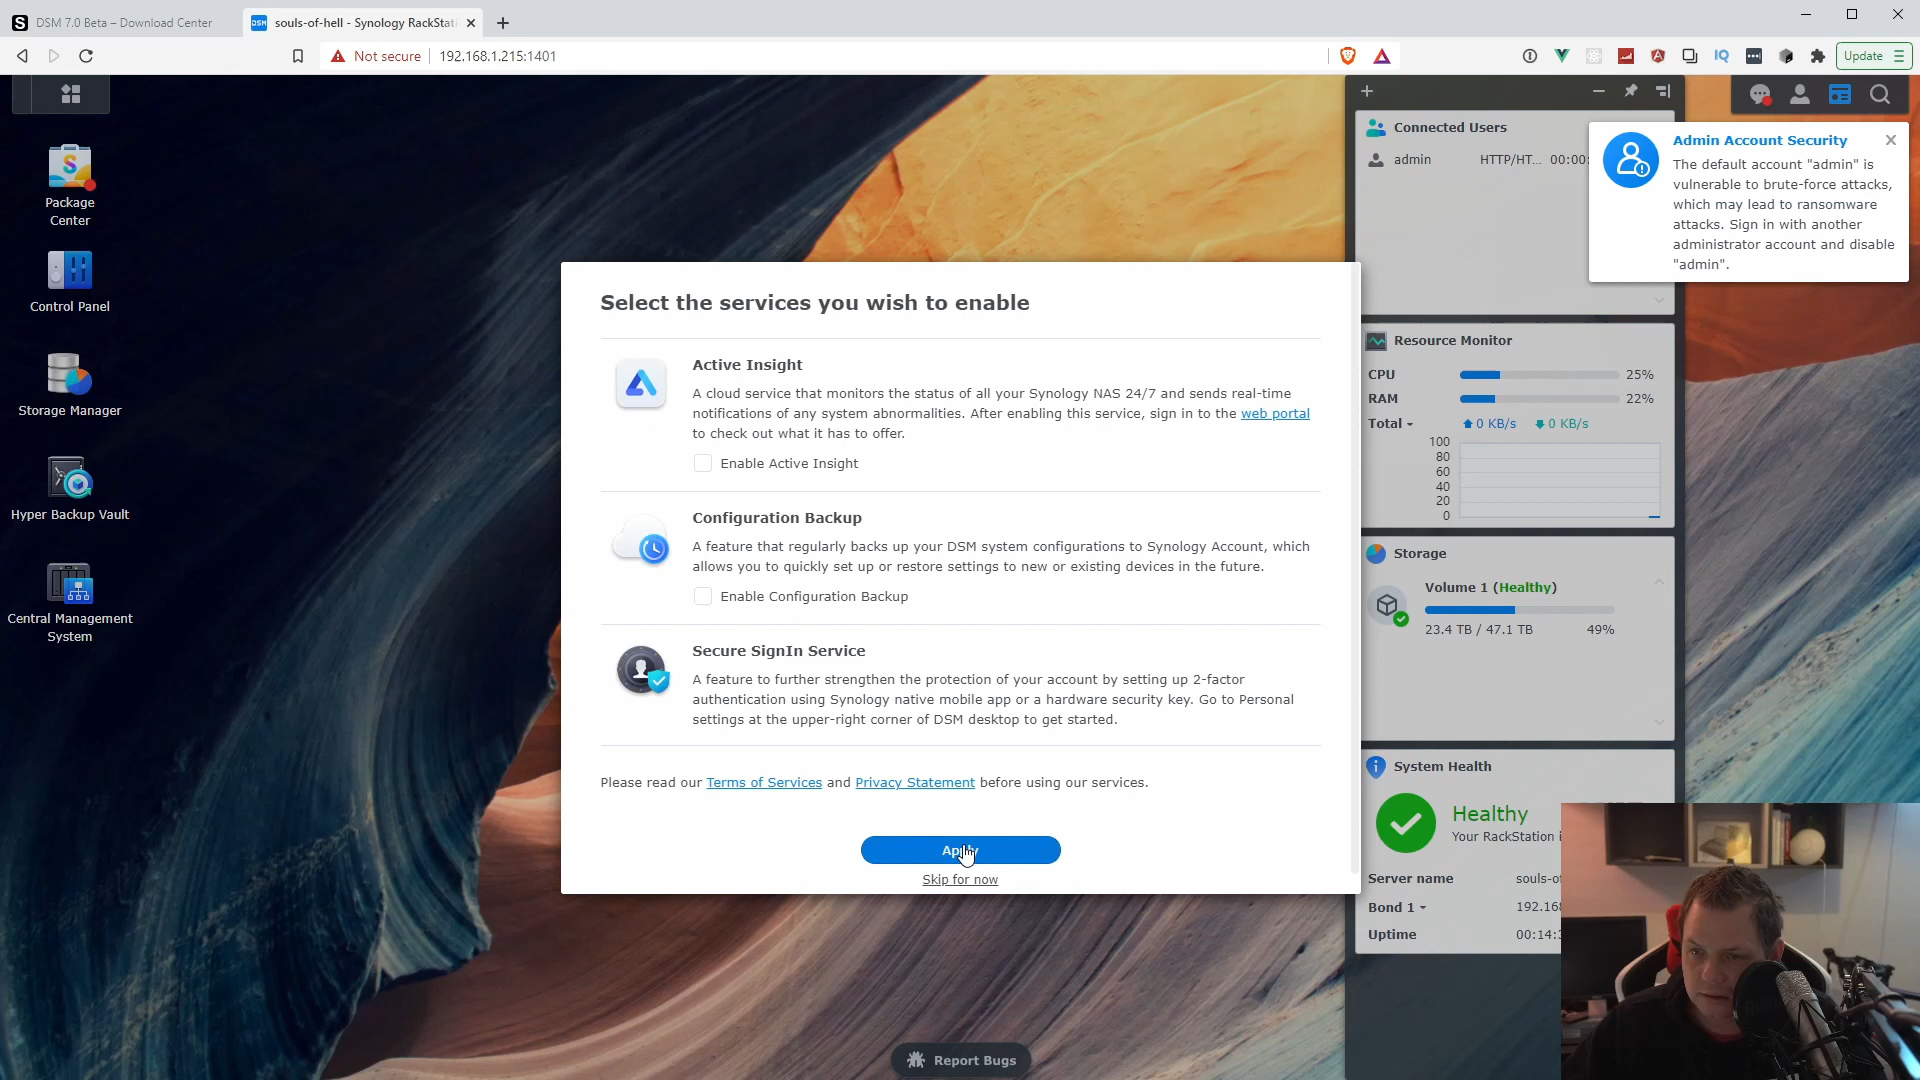 DSM 7.0 Beta – Download Center
souls-of-hell - Synology RackStati
Not secure
192.168.1.215:1401
Update
Package
Center
Control Panel
Storage Manager
Hyper Backup Vault
Central Management
System
Select the services you wish to enable
Active Insight
A cloud service that monitors the status of all your Synology NAS 24/7 and sends real-time
notifications of any system abnormalities. After enabling this service, sign in to the web portal
to check out what it has to offer.
Enable Active Insight
Configuration Backup
A feature that regularly backs up your DSM system configurations to Synology Account, which
allows you to quickly set up or restore settings to new or existing devices in the future.
Enable Configuration Backup
Secure SignIn Service
A feature to further strengthen the protection of your account by setting up 2-factor
authentication using Synology native mobile app or a hardware security key. Go to Personal
settings at the upper-right corner of DSM desktop to get started.
Please read our Terms of Services and Privacy Statement before using our services.
Apply
Skip for now
Report Bugs
Connected Users
admin HTTP/HT... 00:00:
Admin Account Security
The default account "admin" is
vulnerable to brute-force attacks,
which may lead to ransomware
attacks. Sign in with another
administrator account and disable
"admin".
Resource Monitor
CPU 25%
RAM 22%
Total 0 KB/s 0 KB/s
100
80
60
40
20
0
Storage
Volume 1 (Healthy)
23.4 TB / 47.1 TB 49%
System Health
Healthy
Your RackStation i
Server name souls-of
Bond 1 192.168
Uptime 00:14: